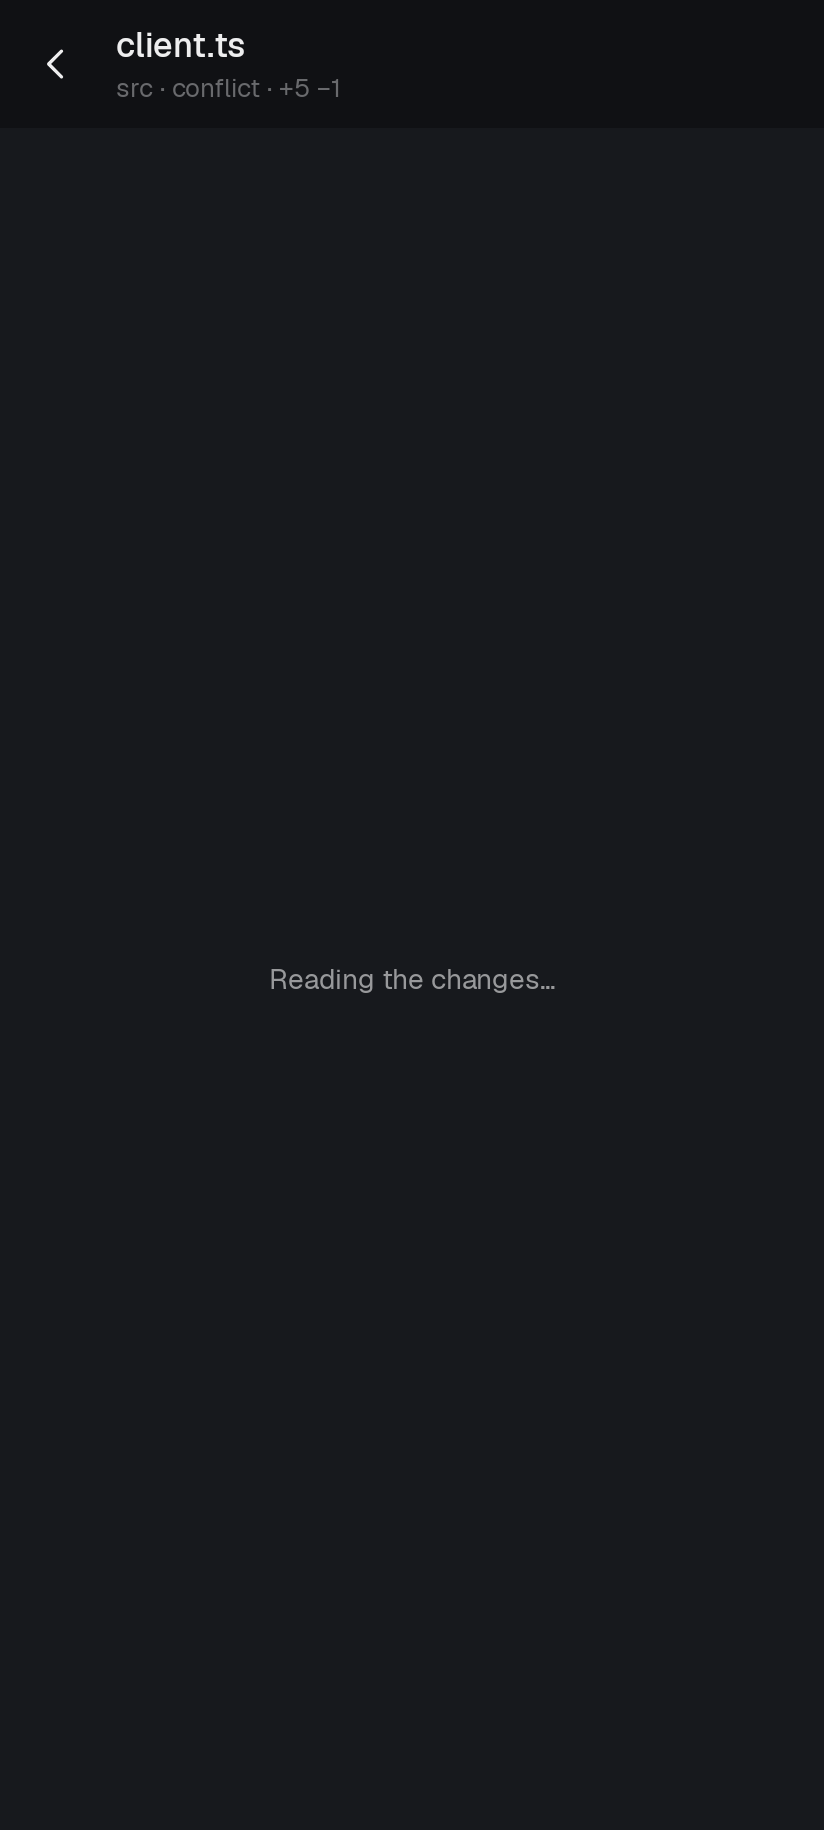 client.ts
src · conflict · +5 −1
Reading the changes…